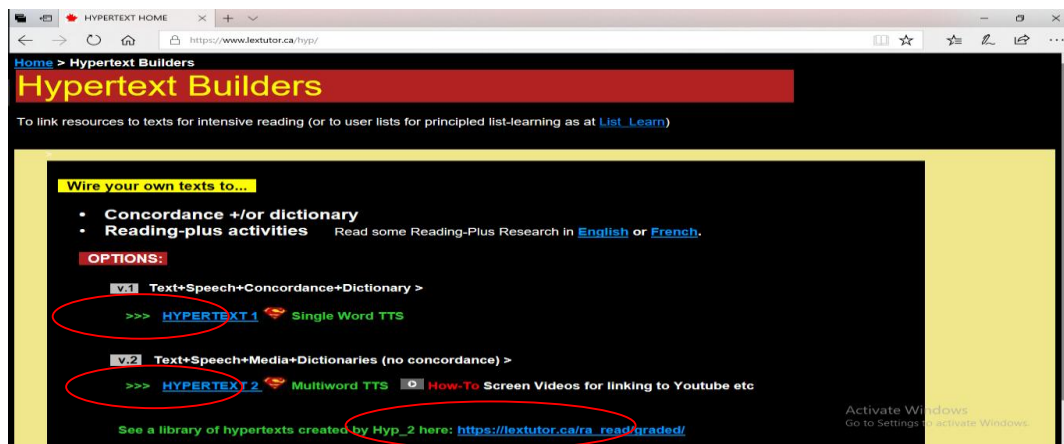 HYPERTEXT HOME
https://www.lextutor.ca/hyp/
Home > Hypertext Builders
Hypertext Builders
To link resources to texts for intensive reading (or to user lists for principled list-learning as at List_Learn)
Wire your own texts to...
• Concordance +/or dictionary
• Reading-plus activities Read some Reading-Plus Research in English or French.
OPTIONS:
v.1 Text+Speech+Concordance+Dictionary >
>>> HYPERTEXT 1 Single Word TTS
v.2 Text+Speech+Media+Dictionaries (no concordance) >
>>> HYPERTEXT 2 Multiword TTS How-To Screen Videos for linking to Youtube etc
See a library of hypertexts created by Hyp_2 here: https://lextutor.ca/ra_read/graded/
Activate Windows
Go to Settings to activate Windows.